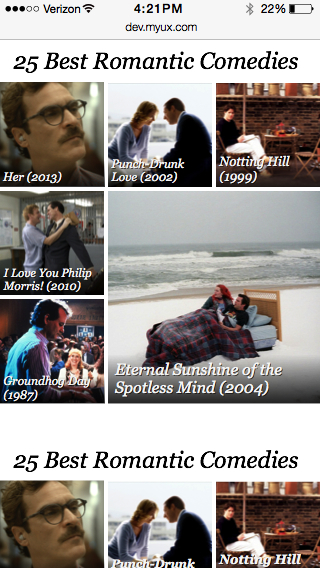 Verizon 4:21PM 22%
dev.myux.com
25 Best Romantic Comedies
Her (2013)
Punch-Drunk
Love (2002)
Notting Hill
(1999)
I Love You Philip
Morris! (2010)
Groundhog Day
(1987)
Eternal Sunshine of the
Spotless Mind (2004)
25 Best Romantic Comedies
Punch-Drunk
Notting Hill